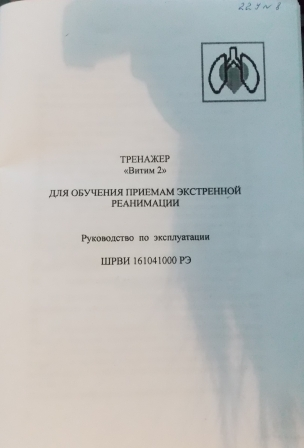 ТРЕНАЖЕР
«Витим 2»
ДЛЯ ОБУЧЕНИЯ ПРИЕМАМ ЭКСТРЕННОЙ
РЕАНИМАЦИИ
Руководство по эксплуатации
ШРВИ 161041000 РЭ